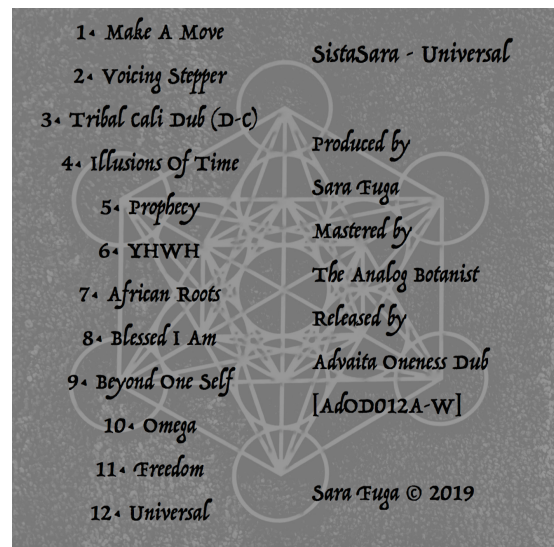 1. Make A Move
2. Voicing Stepper
3. Tribal Cali Dub (D-C)
4. Illusions Of Time
5. Prophecy
6. YHWH
7. African Roots
8. Blessed I Am
9. Beyond One Self
10. Omega
11. Freedom
12. Universal
SistaSara - Universal
Produced by
Sara Fuga
Mastered by
The Analog Botanist
Released by
Advaita Oneness Dub
[AdOD012A-W]
Sara Fuga © 2019